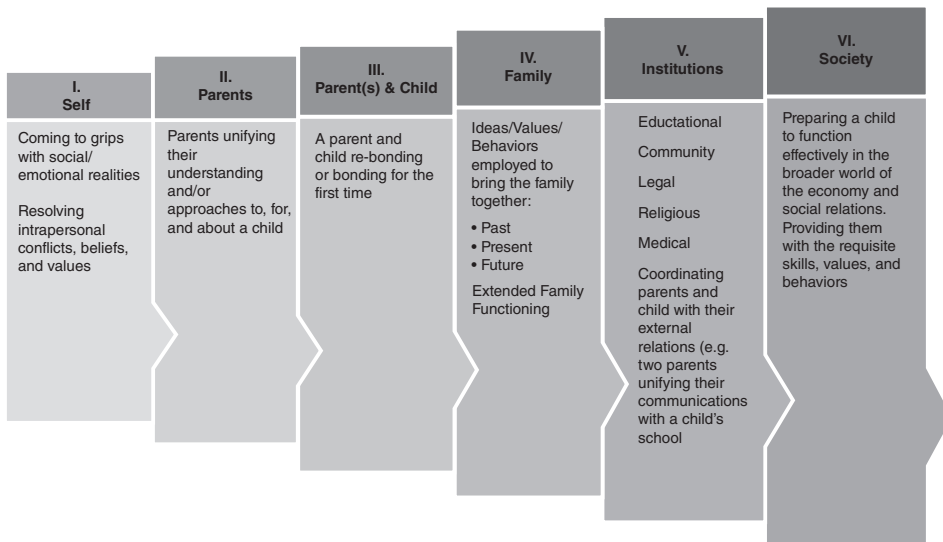 I.
Self
Coming to grips
with social/
emotional realities
Resolving
intrapersonal
conflicts, beliefs,
and values
II.
Parents
Parents unifying
their
understanding
and/or
approaches to, for,
and about a child
III.
Parent(s) & Child
A parent and
child re-bonding
or bonding for the
first time
IV.
Family
Ideas/Values/
Behaviors
employed to
bring the family
together:
• Past
• Present
• Future
Extended Family
Functioning
V.
Institutions
Eductational
Community
Legal
Religious
Medical
Coordinating
parents and
child with their
external
relations (e.g.
two parents
unifying their
communications
with a child's
school
VI.
Society
Preparing a child
to function
effectively in the
broader world of
the economy and
social relations.
Providing them
with the requisite
skills, values, and
behaviors